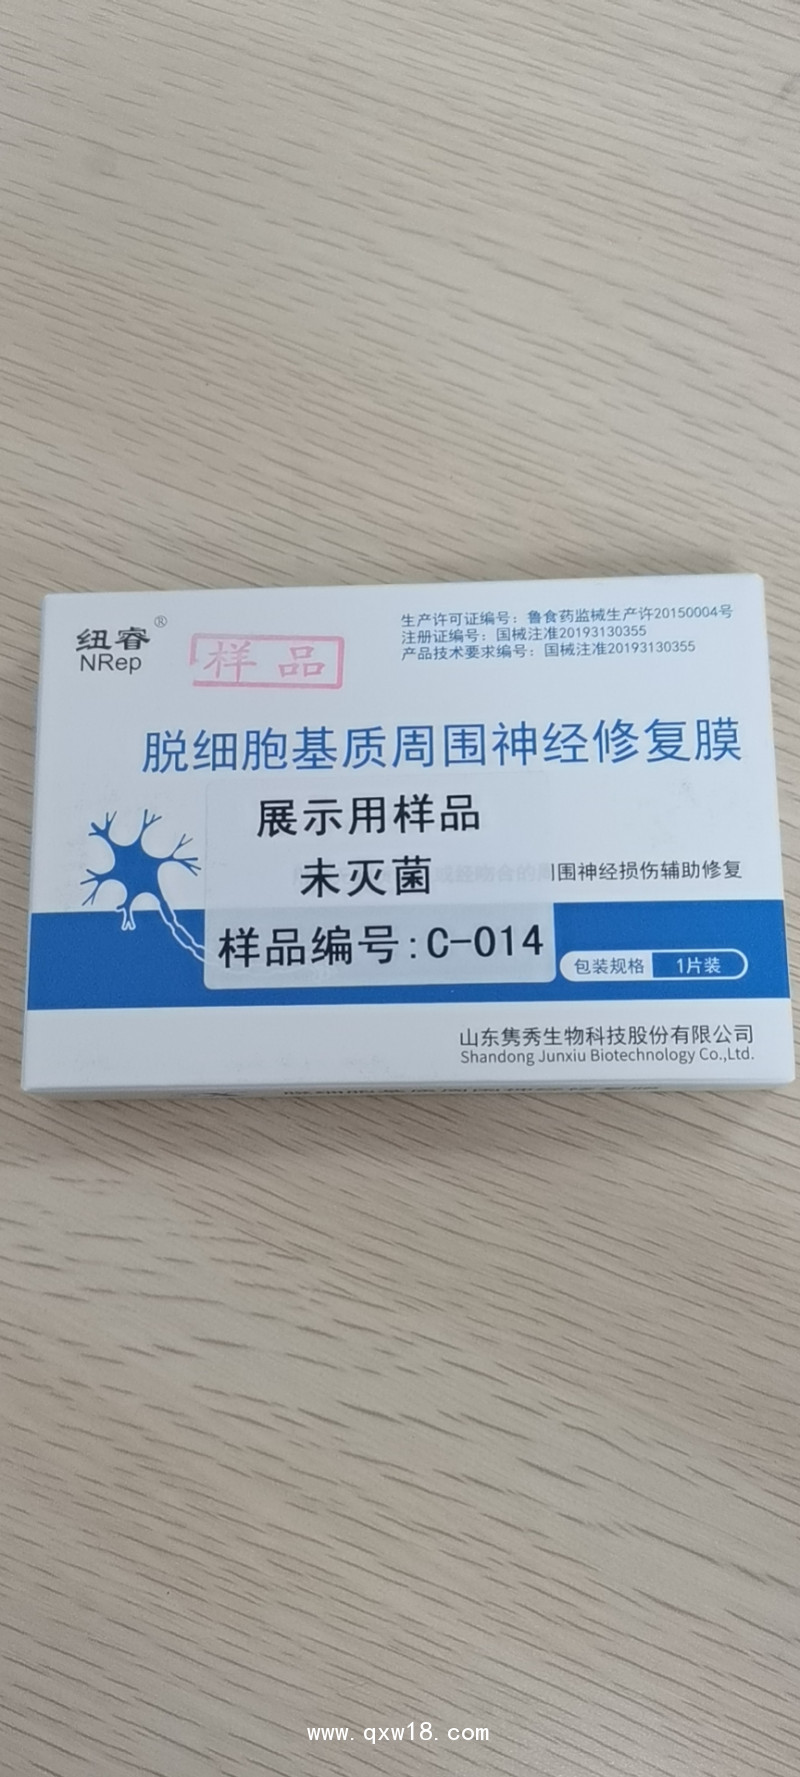 纽睿®
NRep
样品
生产许可证编号：鲁食药监械生产许20150004号
注册证编号：国械注准20193130355
产品技术要求编号：国械注准20193130355
脱细胞基质周围神经修复膜
展示用样品
未灭菌
样品编号:C-014
围神经损伤辅助修复
包装规格 1片装
山东隽秀生物科技股份有限公司
Shandong Junxiu Biotechnology Co.,Ltd.
www.qxw18.com